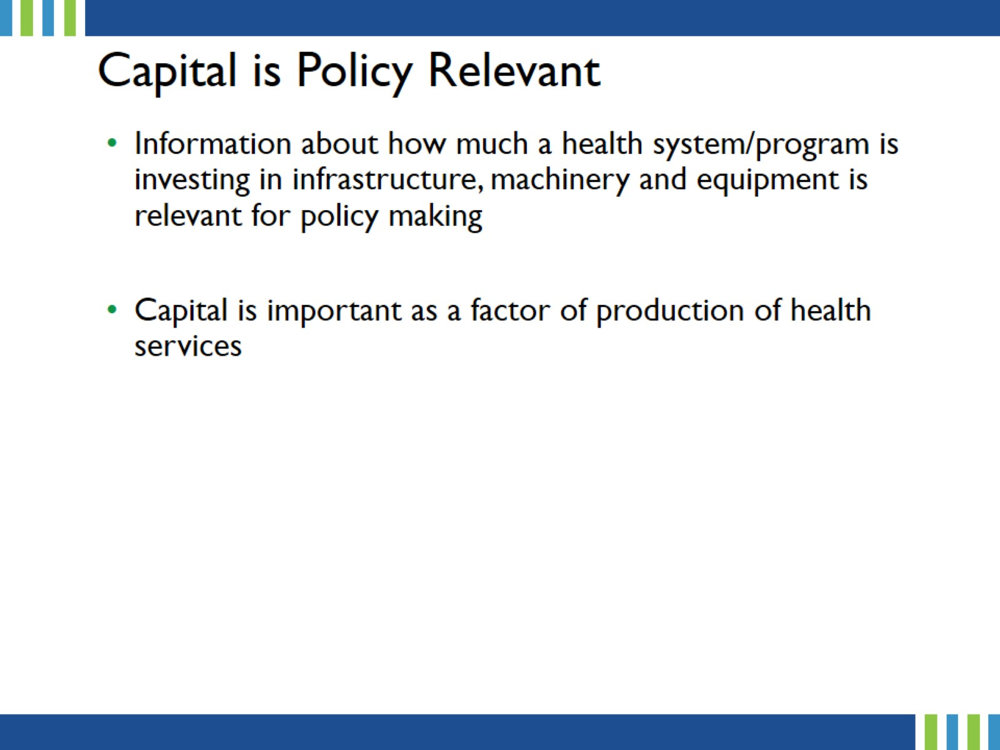 Capital is Policy Relevant
• Information about how much a health system/program is
investing in infrastructure, machinery and equipment is
relevant for policy making
• Capital is important as a factor of production of health
services